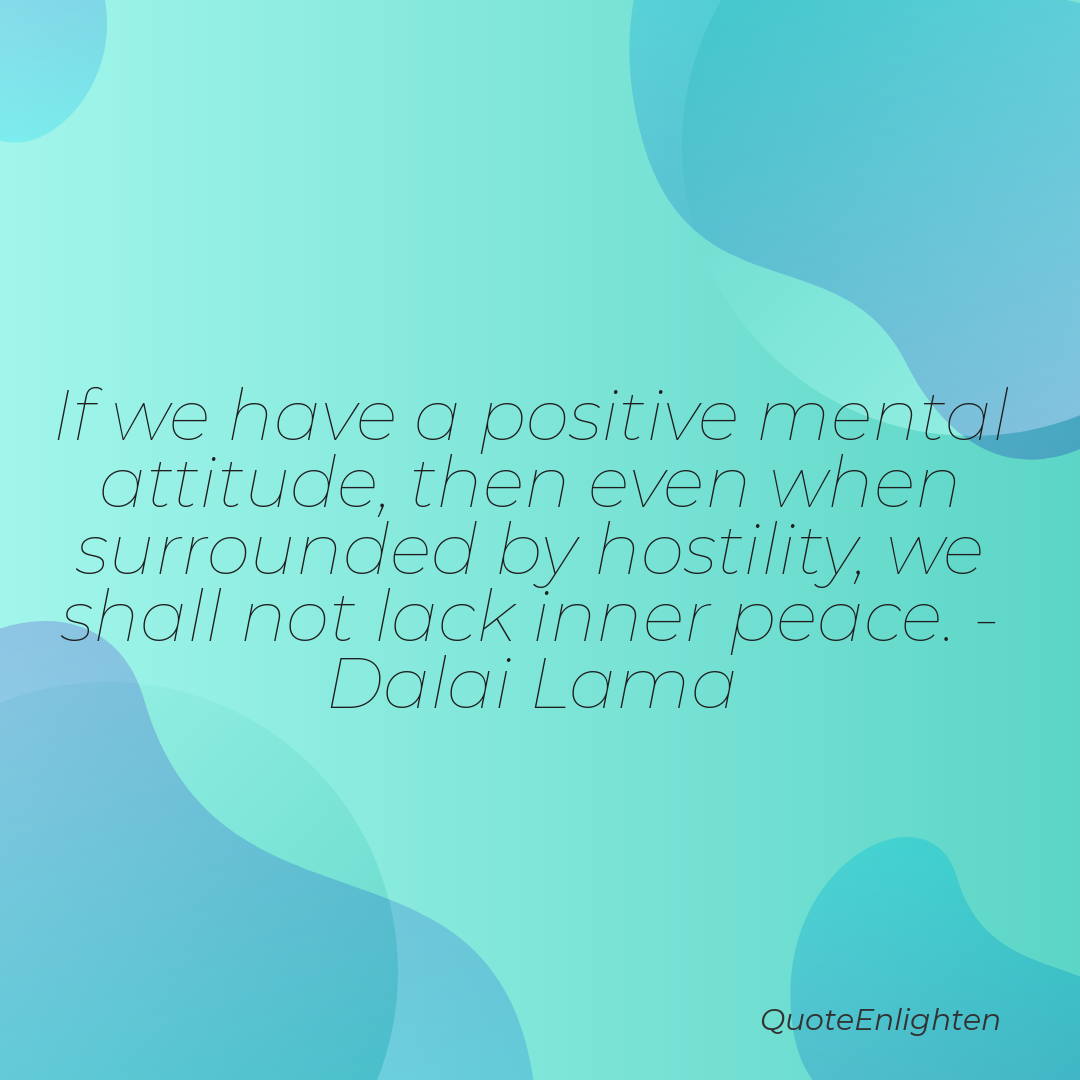 If we have a positive mental
attitude, then even when
surrounded by hostility, we
shall not lack inner peace. -
Dalai Lama
QuoteEnlighten